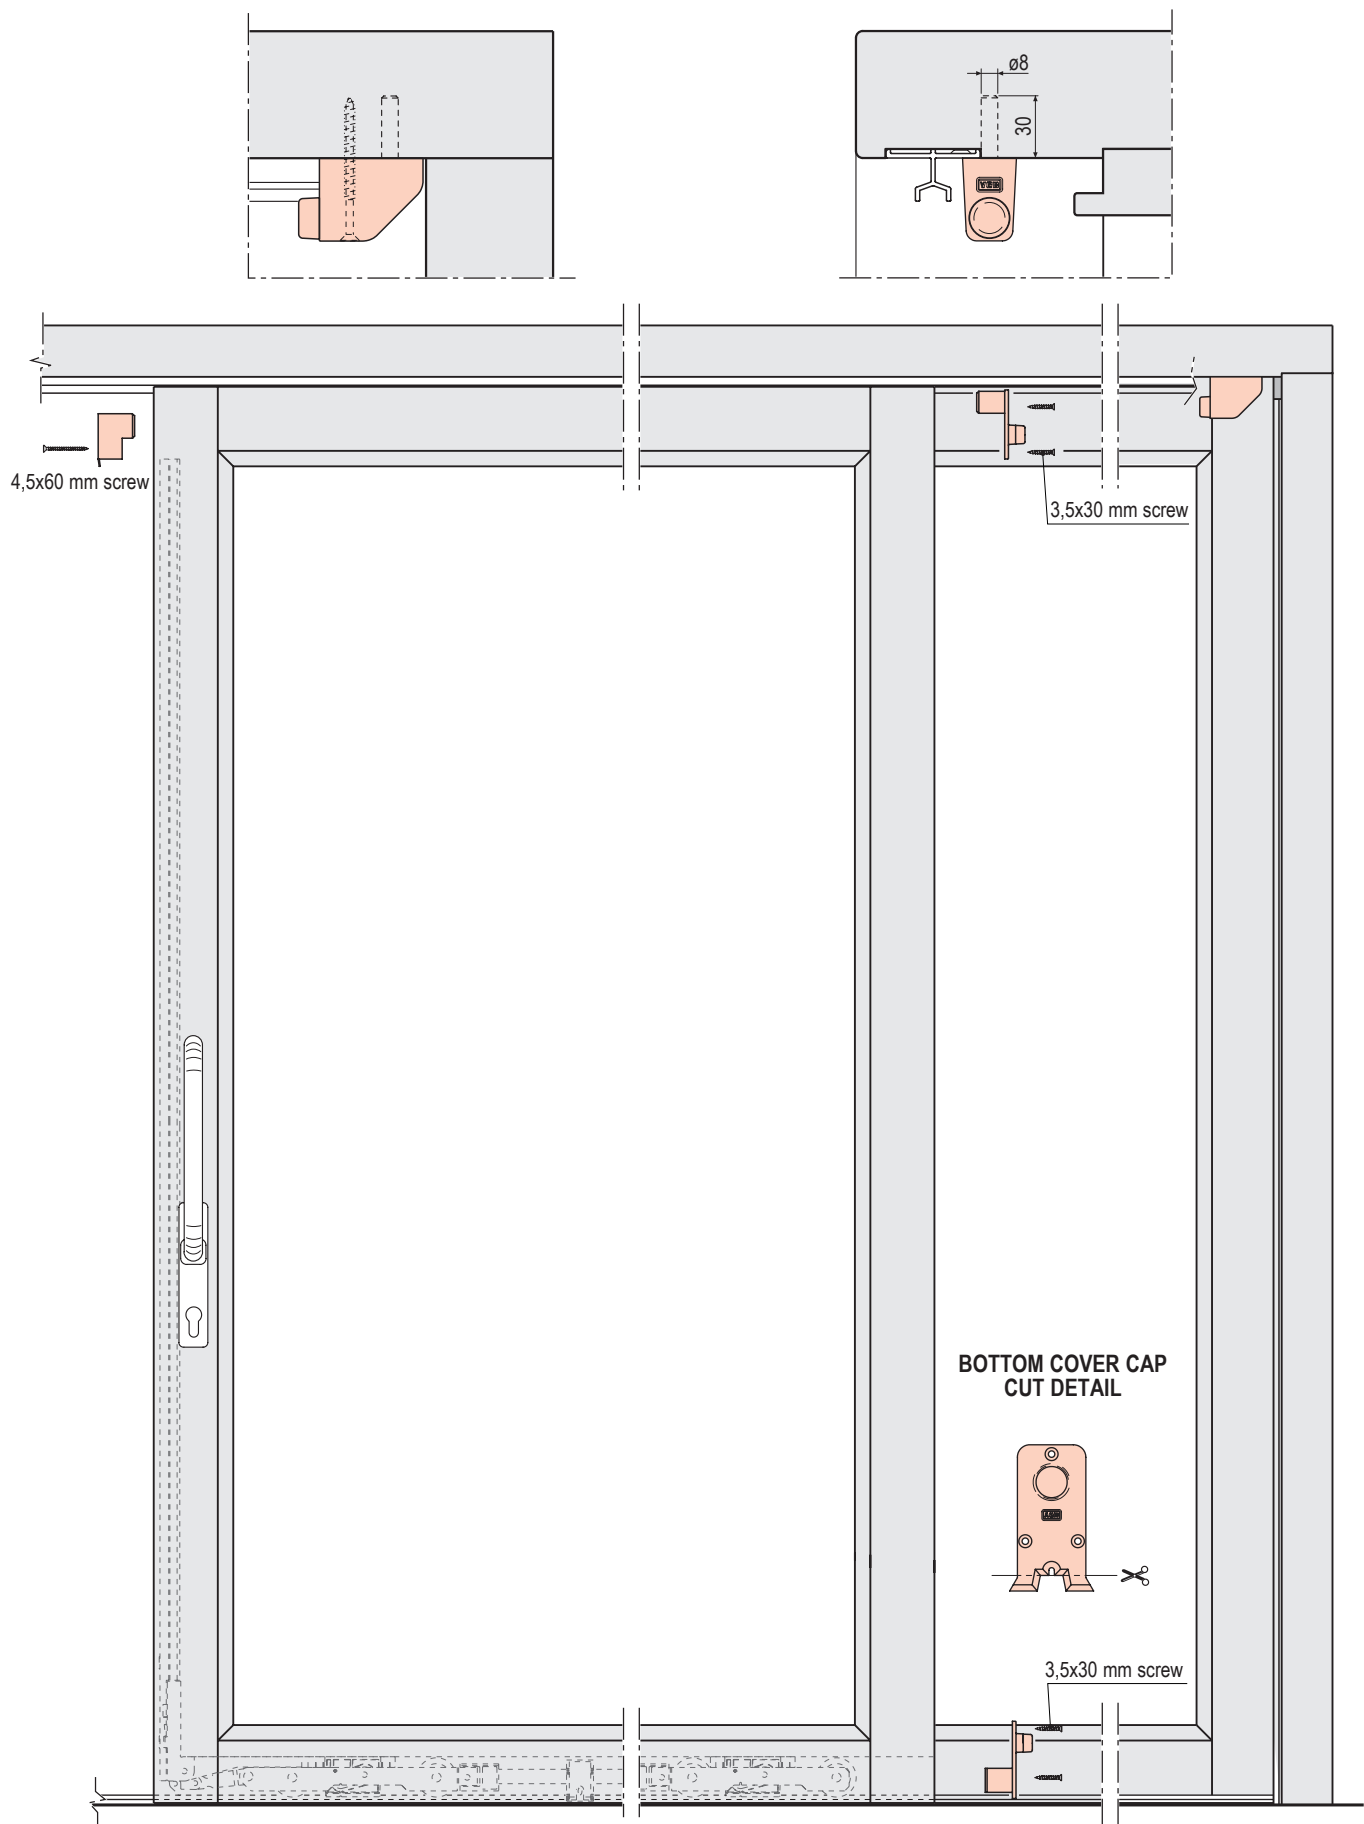 ø8
30
4,5x60 mm screw
3,5x30 mm screw
BOTTOM COVER CAP
CUT DETAIL
3,5x30 mm screw